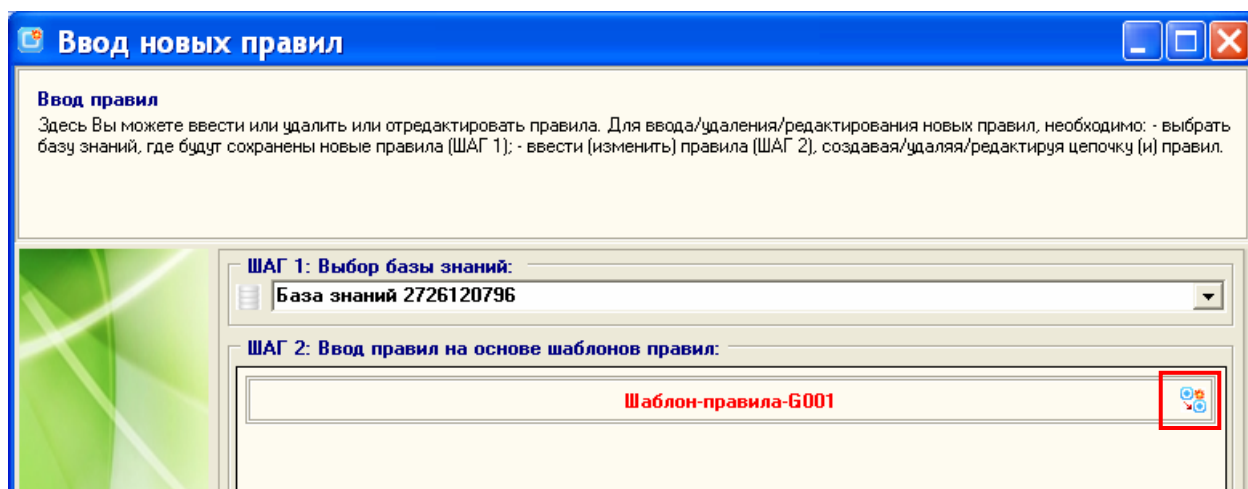 Ввод новых правил
Ввод правил
Здесь Вы можете ввести или удалить или отредактировать правила. Для ввода/удаления/редактирования новых правил, необходимо: - выбрать
базу знаний, где будут сохранены новые правила (ШАГ 1); - ввести (изменить) правила (ШАГ 2), создавая/удаляя/редактируя цепочку (и) правил.
ШАГ 1: Выбор базы знаний:
База знаний 2726120796
ШАГ 2: Ввод правил на основе шаблонов правил:
Шаблон-правила-G001